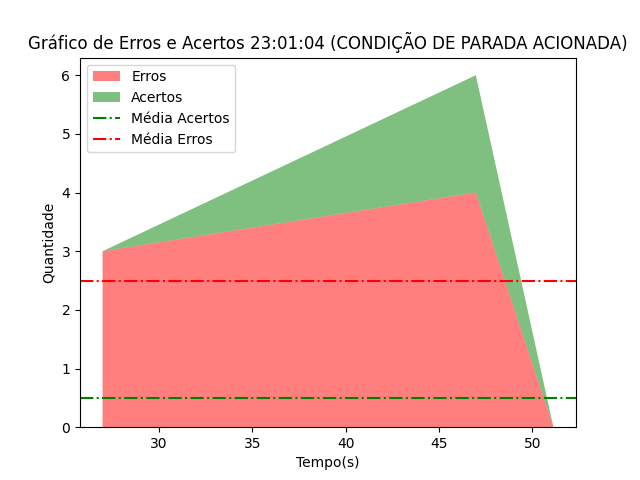 Gráfico de Erros e Acertos 23:01:04 (CONDIÇÃO DE PARADA ACIONADA)
Erros
Acertos
Média Acertos
Média Erros
6
5
4
3
2
1
0
Quantidade
30 35 40 45 50
Tempo(s)